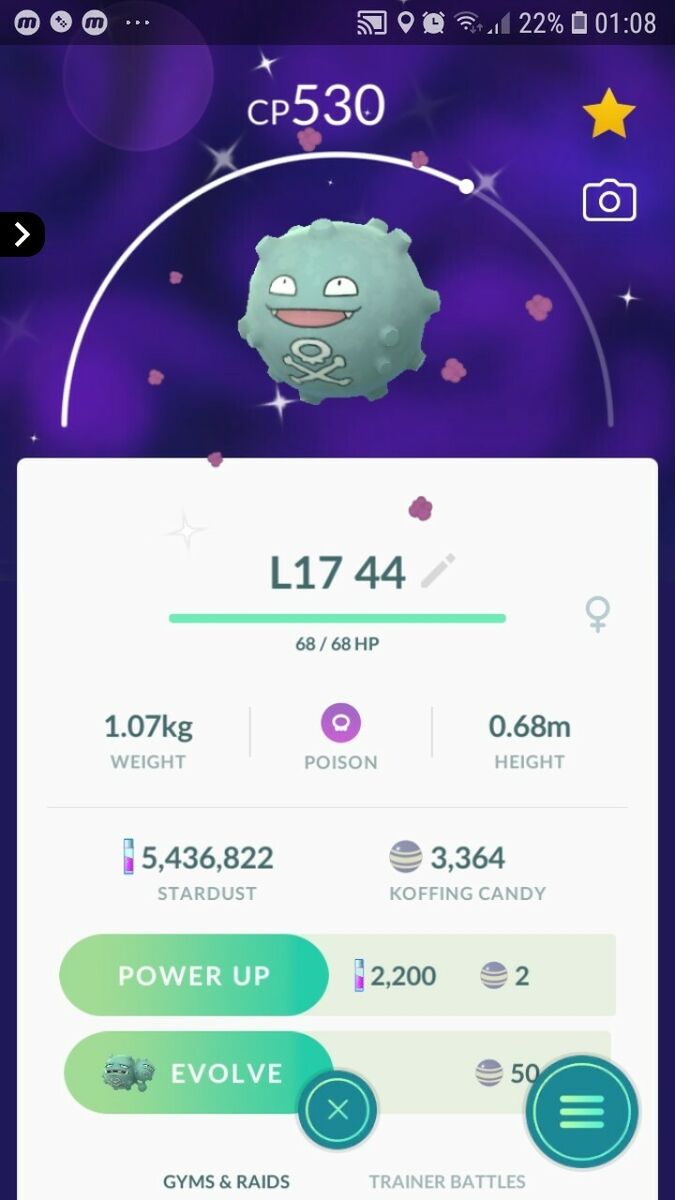 22% 01:08
CP530
L17 44
68 / 68 HP
1.07kg
WEIGHT
POISON
0.68m
HEIGHT
5,436,822
STARDUST
3,364
KOFFING CANDY
POWER UP 2,200 2
EVOLVE 50
GYMS & RAIDS TRAINER BATTLES